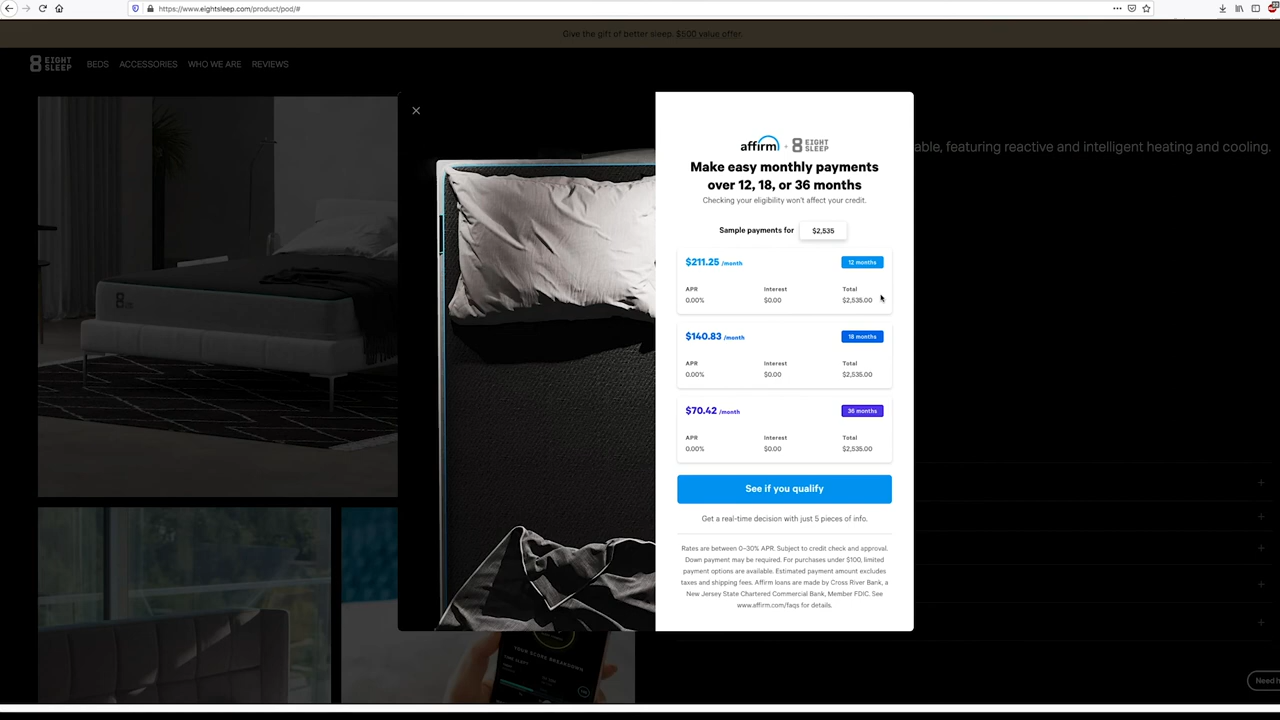 https://www.eightsleep.com/product/pod/#
Give the gift of better sleep. $500 value offer.
8 EIGHT SLEEP
BEDS ACCESSORIES WHO WE ARE REVIEWS
able, featuring reactive and intelligent heating and cooling.
affirm + 8 EIGHT SLEEP
Make easy monthly payments
over 12, 18, or 36 months
Checking your eligibility won't affect your credit.
Sample payments for $2,535
$211.25 /month 12 months
APR Interest Total
0.00% $0.00 $2,535.00
$140.83 /month 18 months
APR Interest Total
0.00% $0.00 $2,535.00
$70.42 /month 36 months
APR Interest Total
0.00% $0.00 $2,535.00
See if you qualify
Get a real-time decision with just 5 pieces of info.
Rates are between 0–30% APR. Subject to credit check and approval.
Down payment may be required. For purchases under $100, limited
payment options are available. Estimated payment amount excludes
taxes and shipping fees. Affirm loans are made by Cross River Bank, a
New Jersey State Chartered Commercial Bank, Member FDIC. See
www.affirm.com/faqs for details.
YOUR SCORE BREAKDOWN
Need h